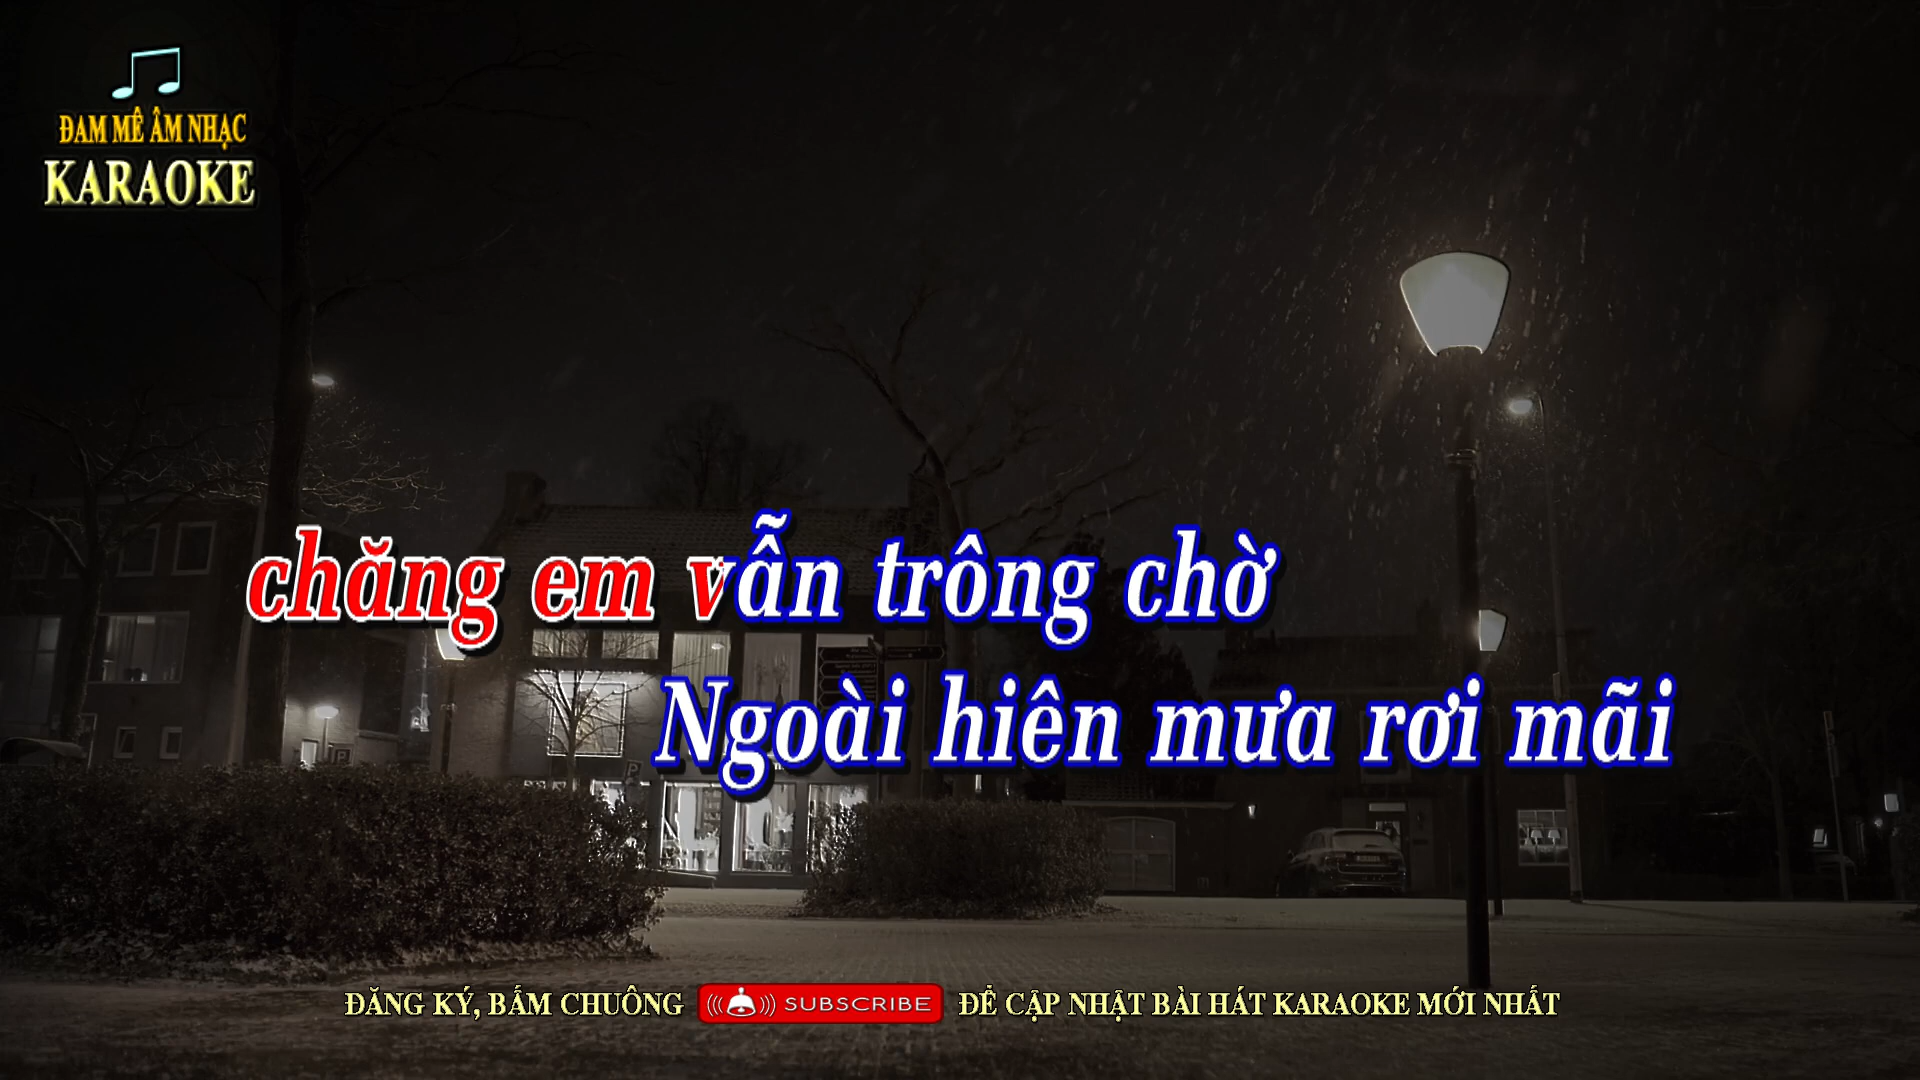 ĐAM MÊ ÂM NHẠC
KARAOKE
chăng em vẫn trông chờ
Ngoài hiên mưa rơi mãi
ĐĂNG KÝ, BẤM CHUÔNG SUBSCRIBE ĐỂ CẬP NHẬT BÀI HÁT KARAOKE MỚI NHẤT